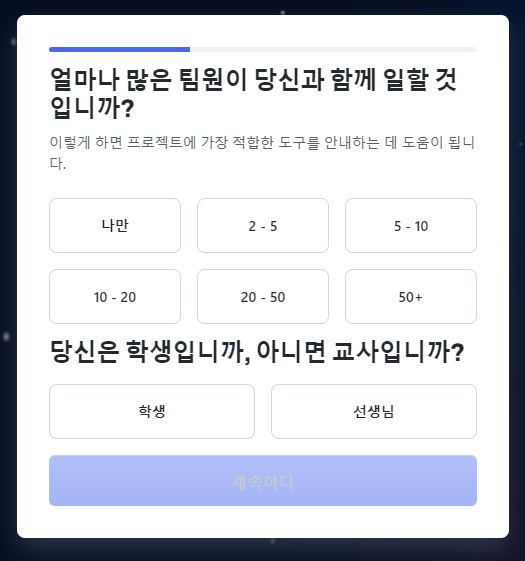 얼마나 많은 팀원이 당신과 함께 일할 것
입니까?
이렇게 하면 프로젝트에 가장 적합한 도구를 안내하는 데 도움이 됩니
다.
나만
2 - 5
5 - 10
10 - 20
20 - 50
50+
당신은 학생입니까, 아니면 교사입니까?
학생
선생님
계속하다